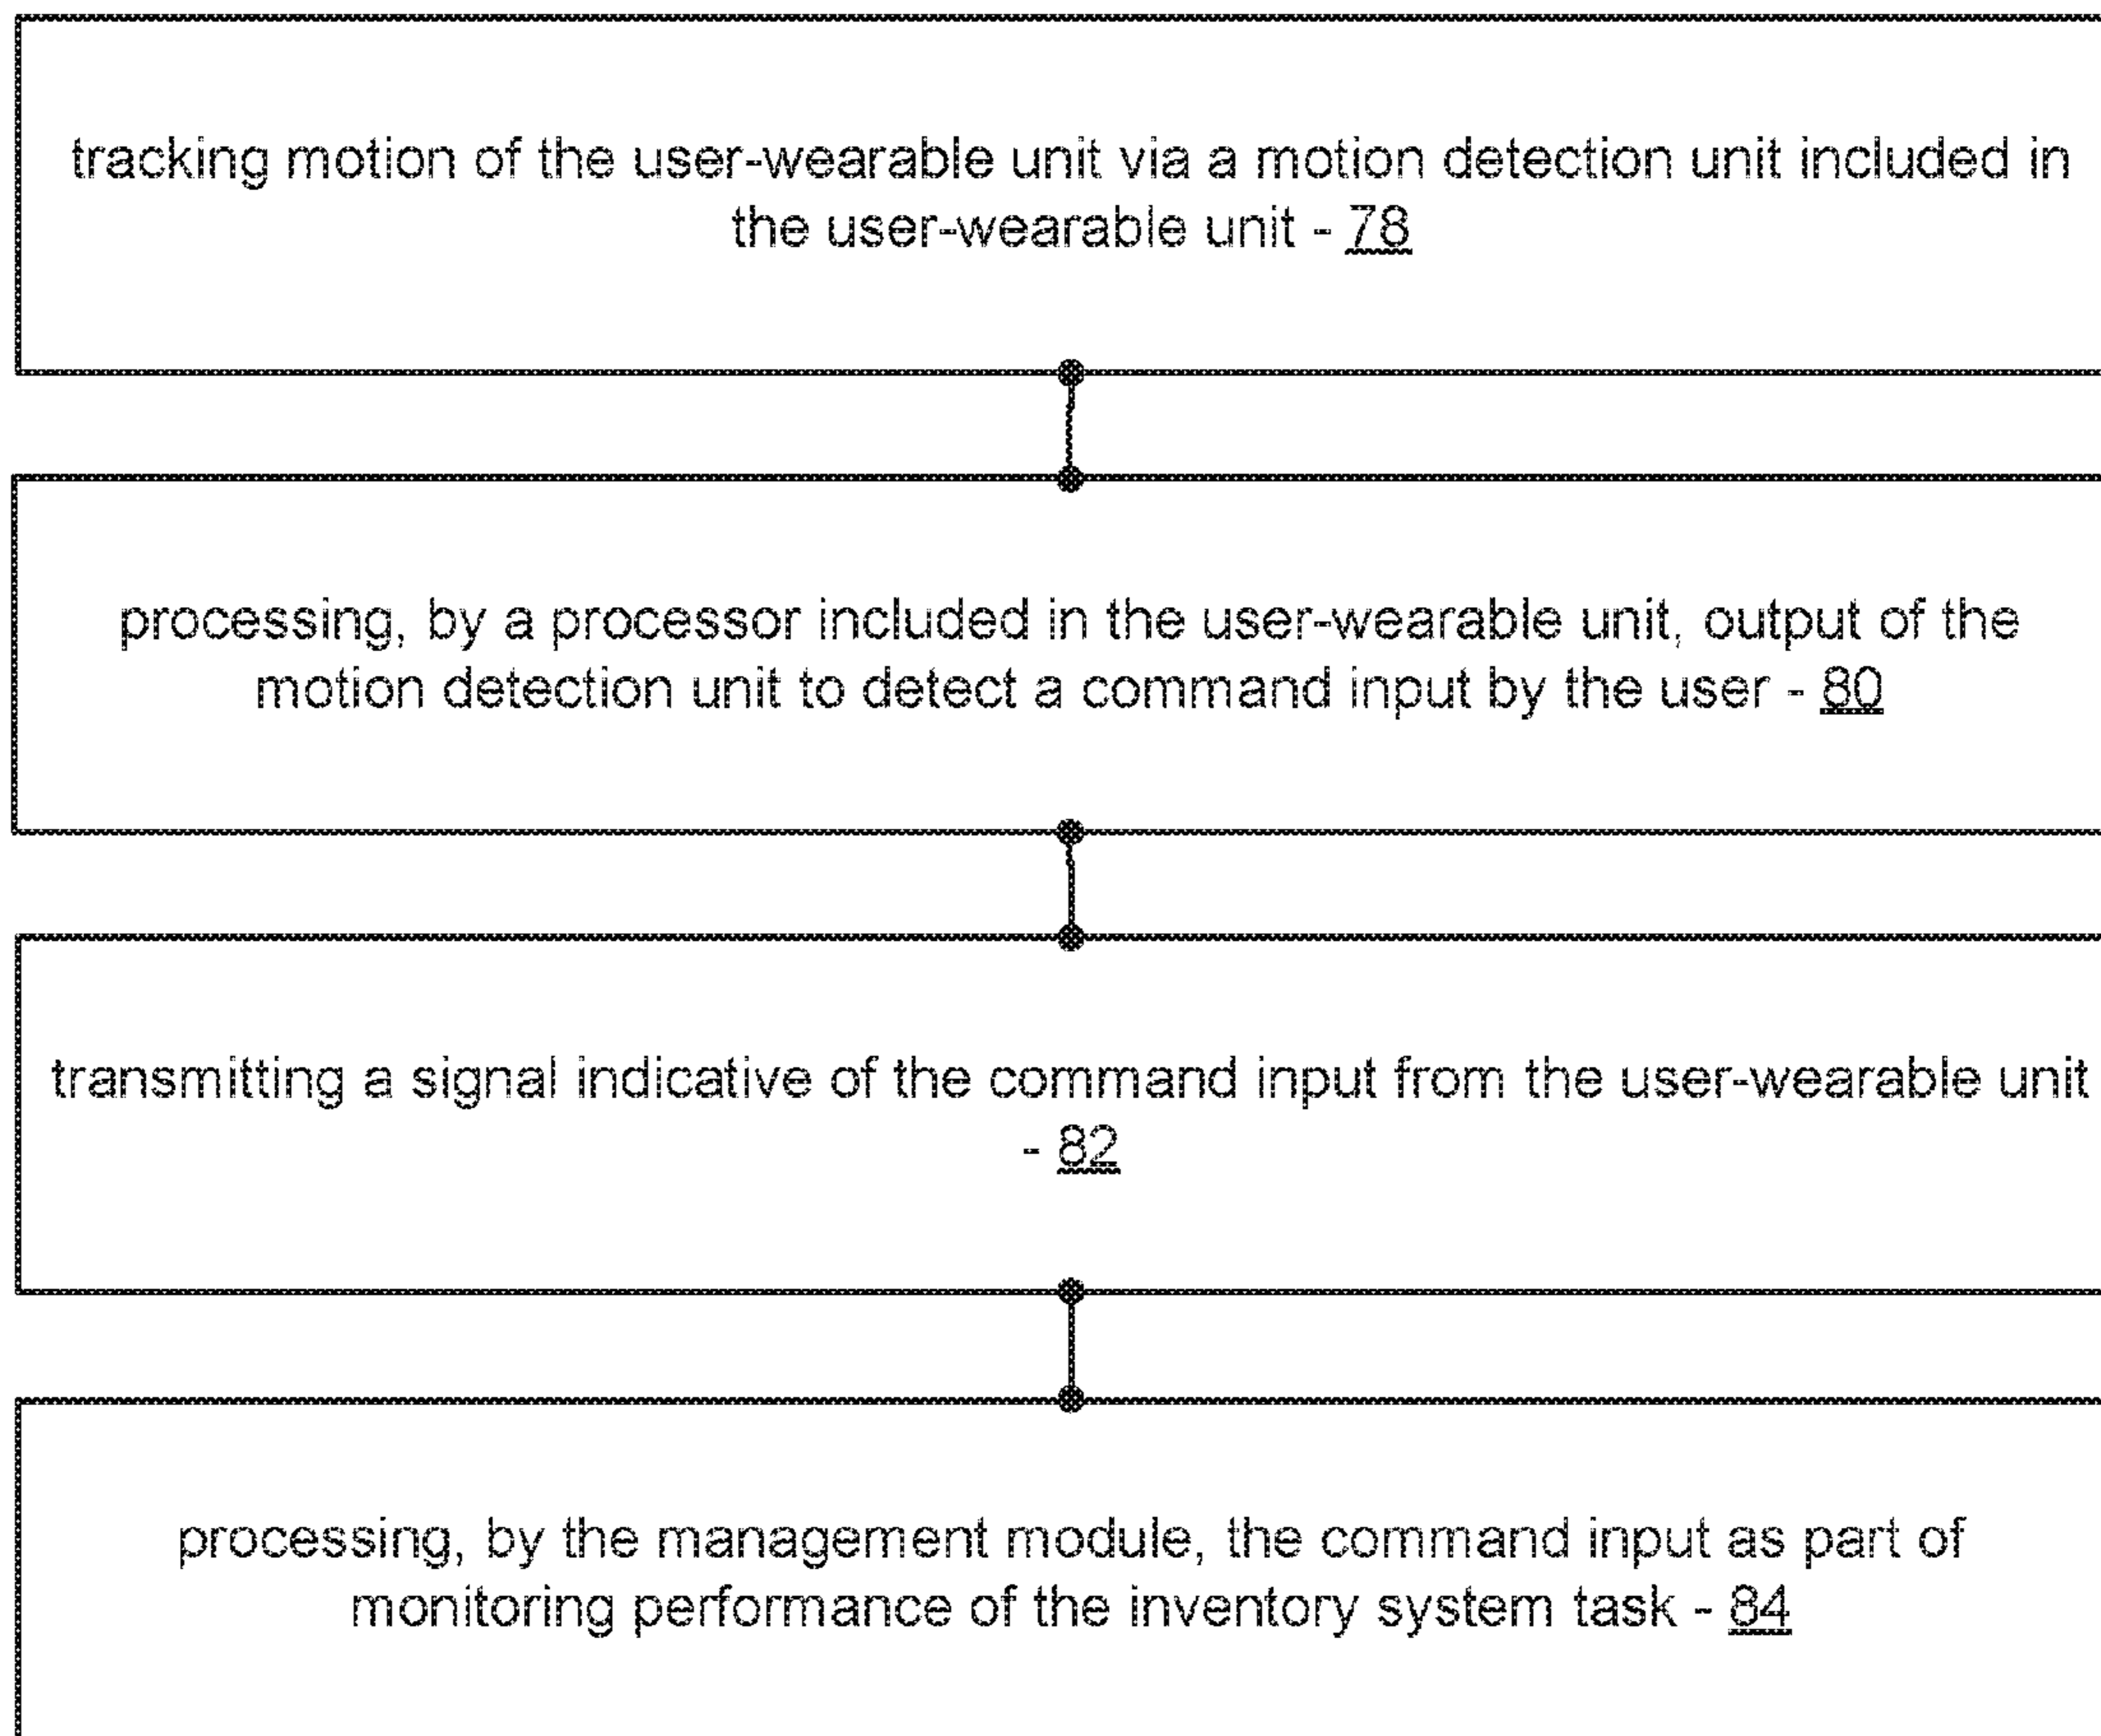 tracking motion of the user-wearable unit via a motion detection unit included in
the user-wearable unit - 78
processing, by a processor included in the user-wearable unit, output of the
motion detection unit to detect a command input by the user - 80
transmitting a signal indicative of the command input from the user-wearable unit
- 82
processing, by the management module, the command input as part of
monitoring performance of the inventory system task - 84